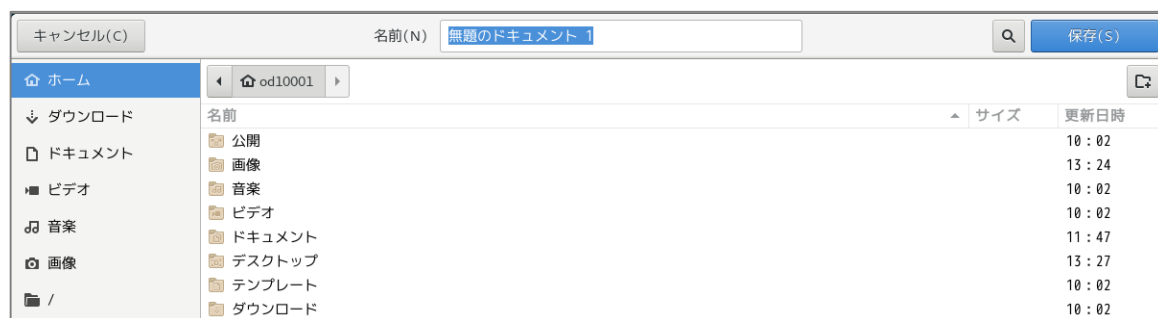 キャンセル(C) 名前(N) 無題のドキュメント 1 保存(S)
ホーム
ダウンロード
ドキュメント
ビデオ
音楽
画像
/
od10001
名前 サイズ 更新日時
公開 10:02
画像 13:24
音楽 10:02
ビデオ 10:02
ドキュメント 11:47
デスクトップ 13:27
テンプレート 10:02
ダウンロード 10:02